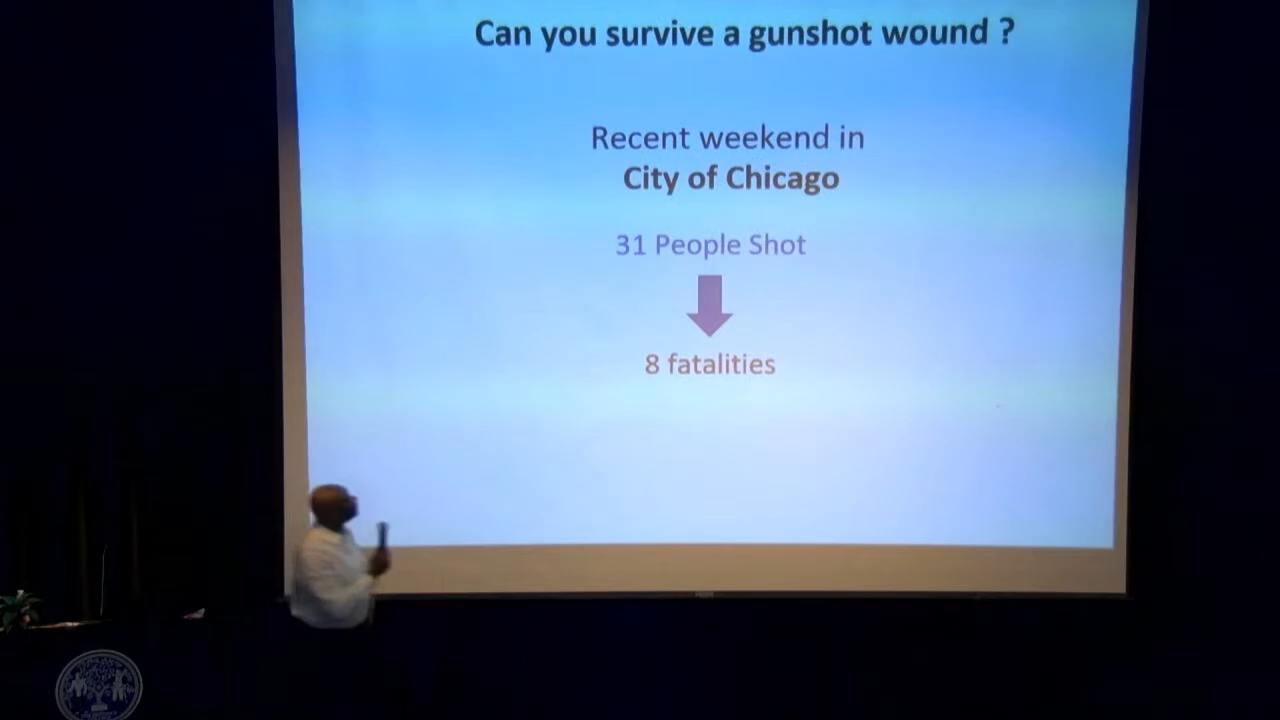 Can you survive a gunshot wound ?
Recent weekend in
City of Chicago
31 People Shot
8 fatalities